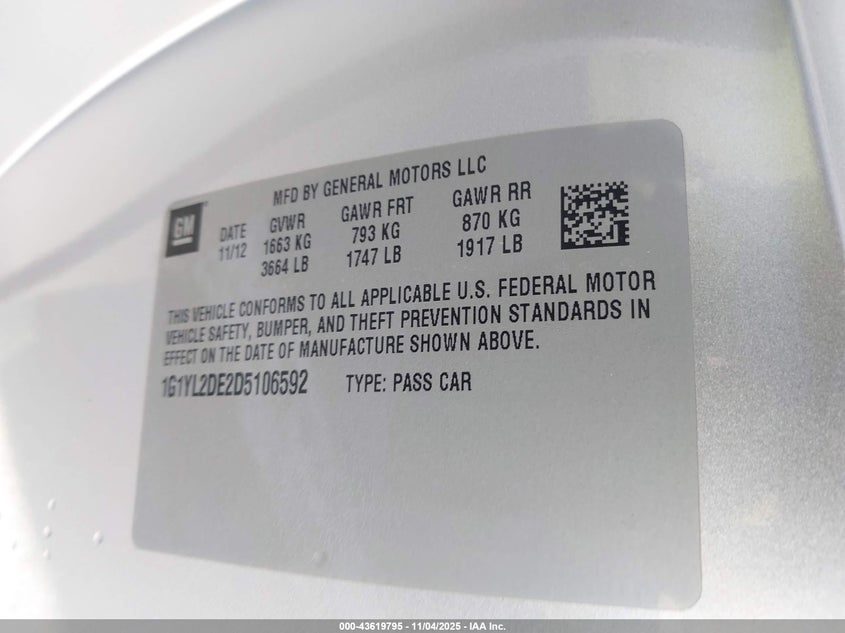 MFD BY GENERAL MOTORS LLC
GM
DATE GVWR GAWR FRT GAWR RR
11/12 1663 KG 793 KG 870 KG
3664 LB 1747 LB 1917 LB
THIS VEHICLE CONFORMS TO ALL APPLICABLE U.S. FEDERAL MOTOR
VEHICLE SAFETY, BUMPER, AND THEFT PREVENTION STANDARDS IN
EFFECT ON THE DATE OF MANUFACTURE SHOWN ABOVE.
1G1YL2DE2D5106592 TYPE: PASS CAR
000-43619795 - 11/04/2025 - IAA Inc.